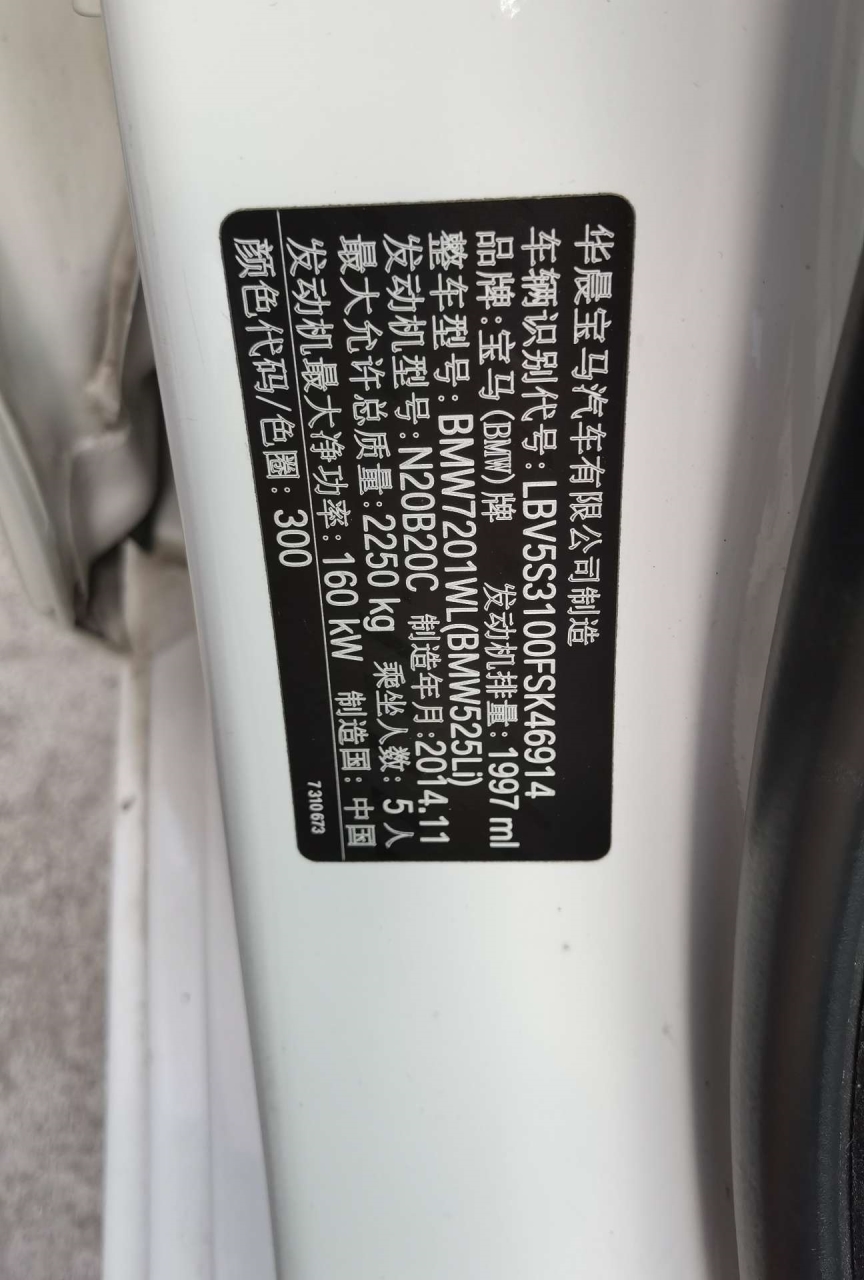 华晨宝马汽车有限公司制造
车辆识别代号: LBV5S3100FSK46914
品牌: 宝马(BMW)牌 发动机排量: 1997 ml
整车型号: BMW7201WL(BMW525Li)
发动机型号: N20B20C 制造年月: 2014.11
最大允许总质量: 2250 kg 乘坐人数: 5人
发动机最大净功率: 160 kW 制造国: 中国
颜色代码/色圈: 300
7 310 673